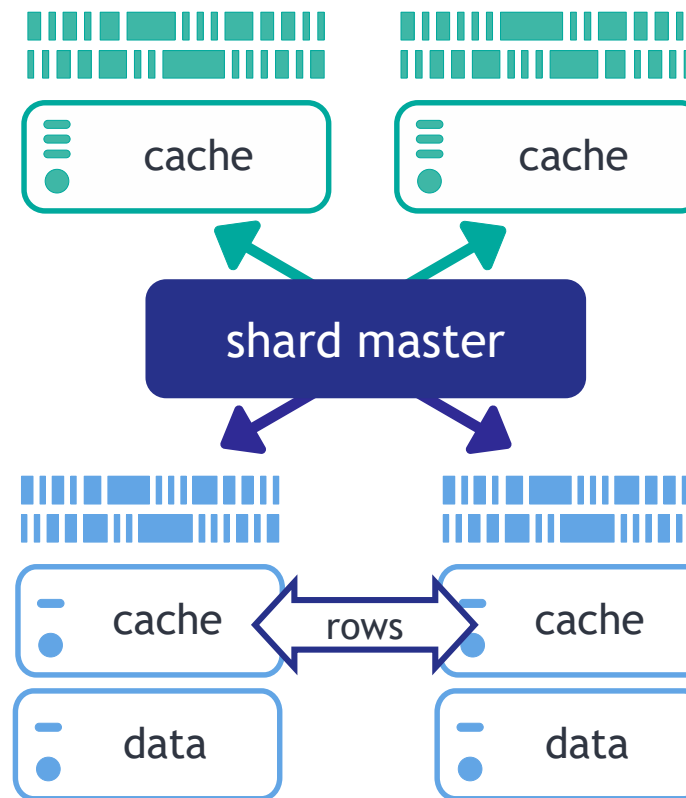 cache
cache
shard master
cache
rows
cache
data
data